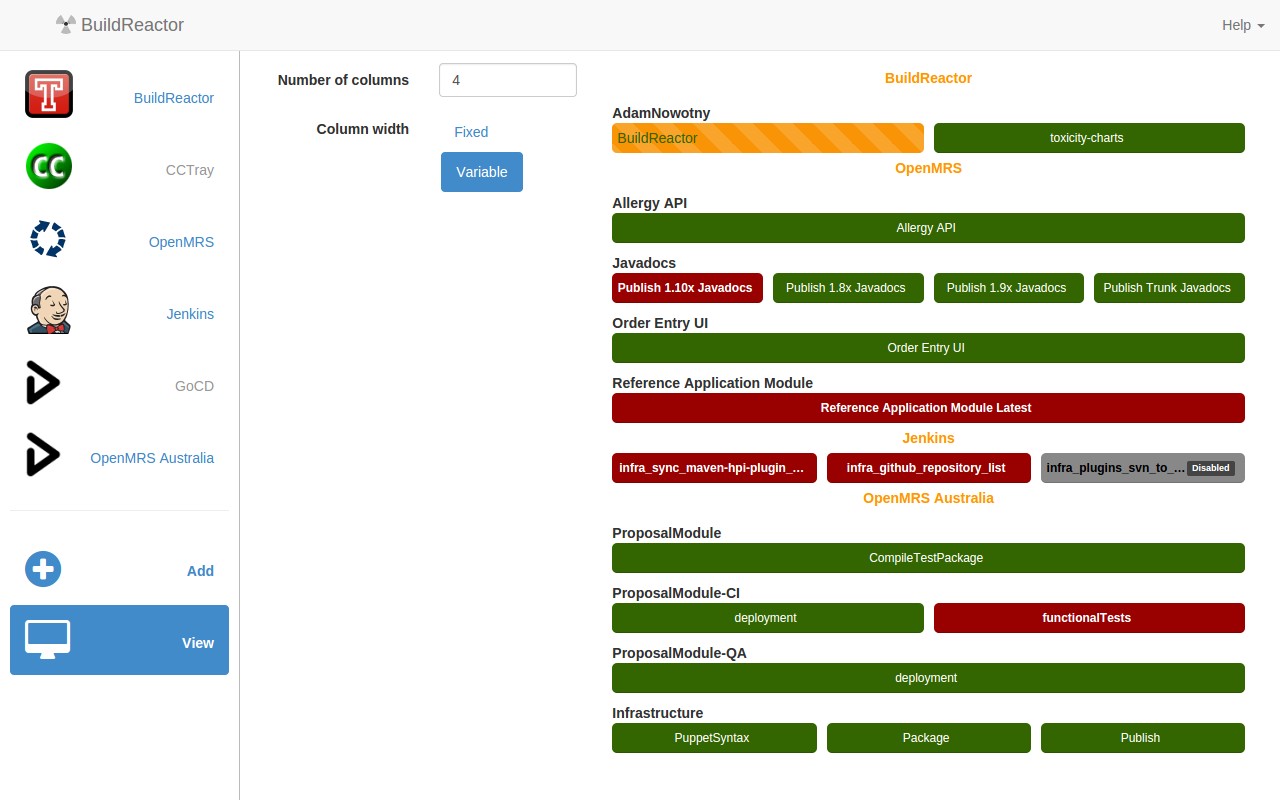 BuildReactor
Help
BuildReactor
CCTray
OpenMRS
Jenkins
GoCD
OpenMRS Australia
Add
View
Number of columns
4
Column width
Fixed
Variable
BuildReactor
AdamNowotny
BuildReactor
toxicity-charts
OpenMRS
Allergy API
Allergy API
Javadocs
Publish 1.10x Javadocs
Publish 1.8x Javadocs
Publish 1.9x Javadocs
Publish Trunk Javadocs
Order Entry UI
Order Entry UI
Reference Application Module
Reference Application Module Latest
Jenkins
infra_sync_maven-hpi-plugin_...
infra_github_repository_list
infra_plugins_svn_to_... Disabled
OpenMRS Australia
ProposalModule
CompileTestPackage
ProposalModule-CI
deployment
functionalTests
ProposalModule-QA
deployment
Infrastructure
PuppetSyntax
Package
Publish